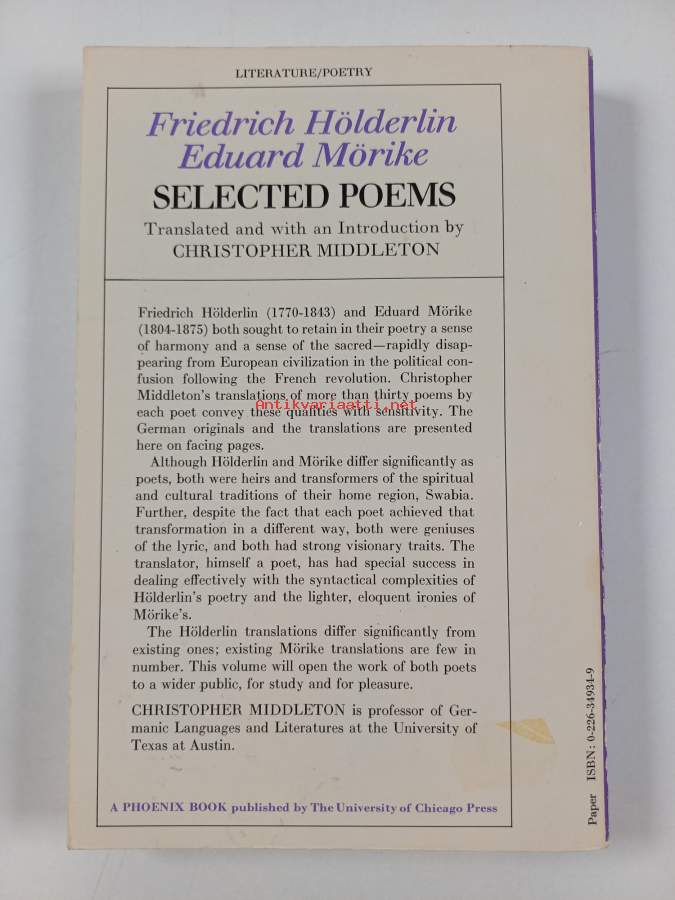 LITERATURE/POETRY
Friedrich Hölderlin
Eduard Mörike
SELECTED POEMS
Translated and with an Introduction by
CHRISTOPHER MIDDLETON
Friedrich Hölderlin (1770-1843) and Eduard Mörike
(1804-1875) both sought to retain in their poetry a sense
of harmony and a sense of the sacred—rapidly disap-
pearing from European civilization in the political con-
fusion following the French revolution. Christopher
Middleton's translations of more than thirty poems by
each poet convey these qualities with sensitivity. The
Antikvariaatti.net
German originals and the translations are presented
here on facing pages.
Although Hölderlin and Mörike differ significantly as
poets, both were heirs and transformers of the spiritual
and cultural traditions of their home region, Swabia.
Further, despite the fact that each poet achieved that
transformation in a different way, both were geniuses
of the lyric, and both had strong visionary traits. The
translator, himself a poet, has had special success in
dealing effectively with the syntactical complexities of
Hölderlin's poetry and the lighter, eloquent ironies of
Mörike's.
The Hölderlin translations differ significantly from
existing ones; existing Mörike translations are few in
number. This volume will open the work of both poets
to a wider public, for study and for pleasure.
CHRISTOPHER MIDDLETON is professor of Ger-
manic Languages and Literatures at the University of
Texas at Austin.
A PHOENIX BOOK published by The University of Chicago Press
Paper ISBN: 0-226-34934-9